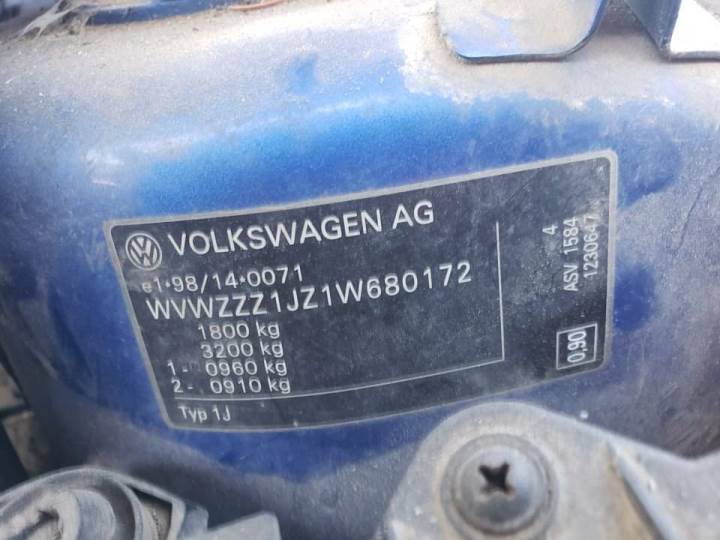 VOLKSWAGEN AG
e1*98/14*0071
WVWZZZ1JZ1W680172
1800 kg
3200 kg
1- 0960 kg
2- 0910 kg
Typ 1J
4
ASV 1584
1230647
0,90